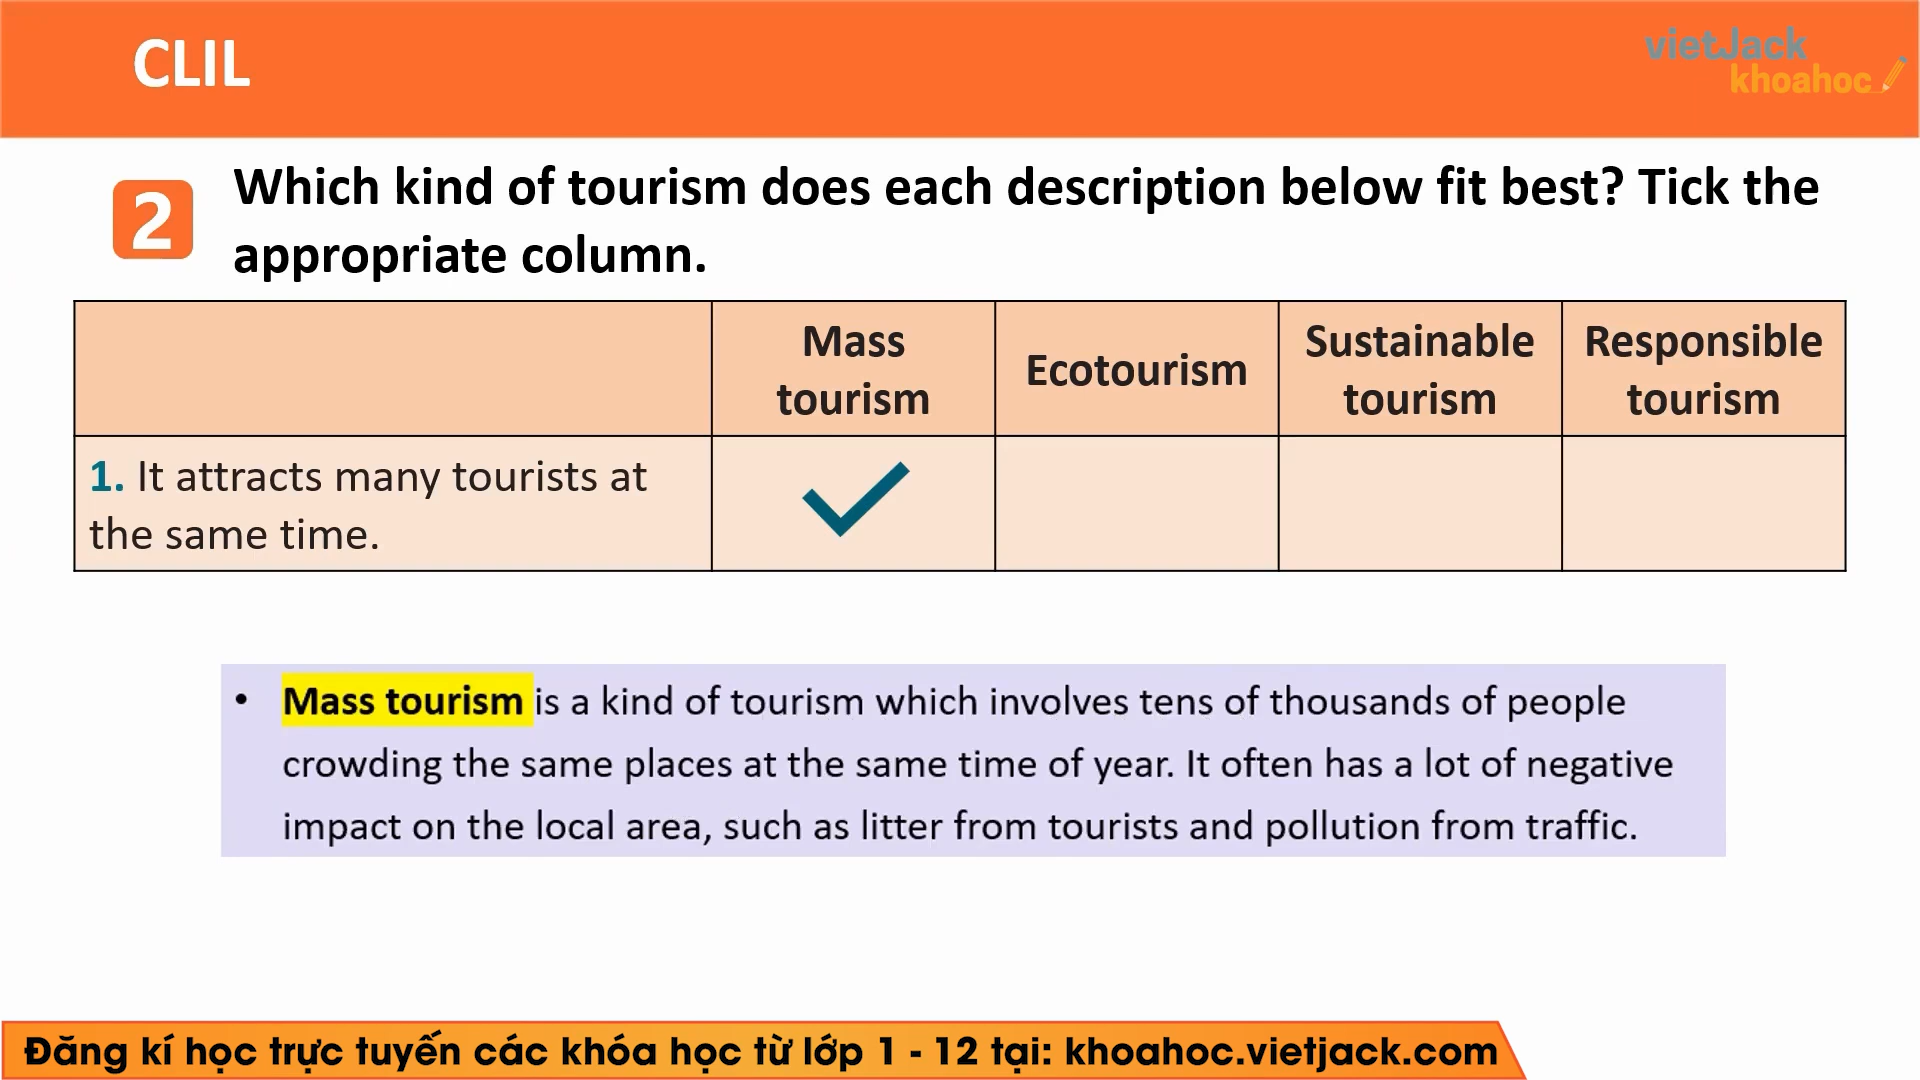 CLIL
vietJack
khoahoc
2
Which kind of tourism does each description below fit best? Tick the
appropriate column.
Mass
tourism
Ecotourism
Sustainable
tourism
Responsible
tourism
1. It attracts many tourists at
the same time.
• Mass tourism is a kind of tourism which involves tens of thousands of people
crowding the same places at the same time of year. It often has a lot of negative
impact on the local area, such as litter from tourists and pollution from traffic.
Đăng kí học trực tuyến các khóa học từ lớp 1 - 12 tại: khoahoc.vietjack.com